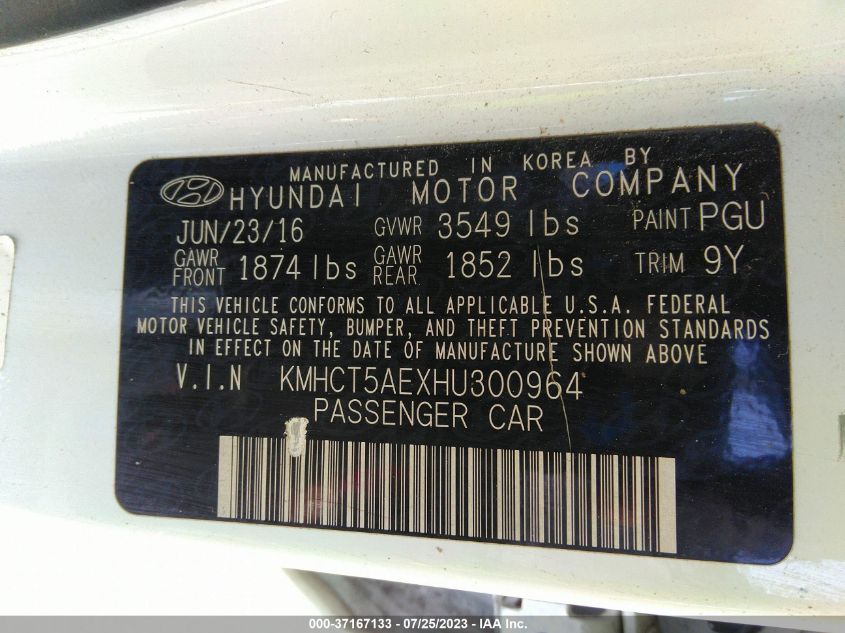 MANUFACTURED IN KOREA BY
HYUNDAI MOTOR COMPANY
JUN/23/16 GVWR 3549 lbs PAINT PGU
GAWR FRONT 1874 lbs GAWR REAR 1852 lbs TRIM 9Y
THIS VEHICLE CONFORMS TO ALL APPLICABLE U.S.A. FEDERAL
MOTOR VEHICLE SAFETY, BUMPER, AND THEFT PREVENTION STANDARDS
IN EFFECT ON THE DATE OF MANUFACTURE SHOWN ABOVE
V.I.N KMHCT5AEXHU300964
PASSENGER CAR
000-37167133 - 07/25/2023 - IAA Inc.